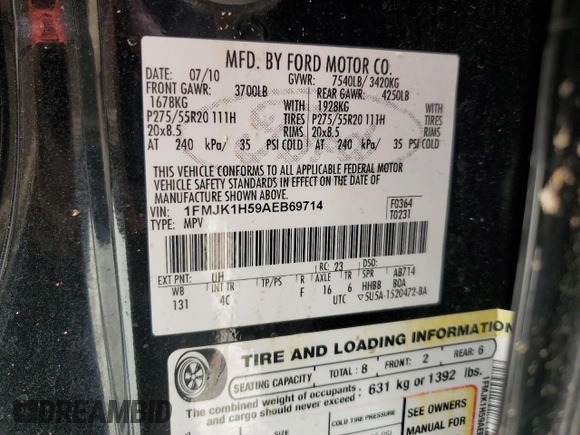 MFD. BY FORD MOTOR CO.
DATE: 07/10 GVWR: 7540LB/ 3420KG
FRONT GAWR: 3700LB REAR GAWR: 4250LB
1678KG WITH 1928KG WITH
P275/55R20 111H TIRES P275/55R20 111H TIRES
20x8.5 RIMS 20x8.5 RIMS
AT 240 kPa/ 35 PSI COLD AT 240 kPa/ 35 PSI COLD
THIS VEHICLE CONFORMS TO ALL APPLICABLE FEDERAL MOTOR
VEHICLE SAFETY STANDARDS IN EFFECT ON THE DATE OF
MANUFACTURE SHOWN ABOVE.
VIN: 1FMJK1H59AEB69714 F0364
TYPE: MPV T0231
EXT PNT: UH RC: 23 DSO:
WB INT TR TP/PS R AXLE TR SPR AB714
131 4C F 16 6 HHBB BOA
UTC 5U5A-1520472-BA
TIRE AND LOADING INFORMATION
SEATING CAPACITY TOTAL: 8 FRONT: 2 REAR: 6
The combined weight of occupants and cargo should never exceed: 631 kg or 1392 lbs.
COLD TIRE PRESSURE
SEE OWNERS
MANUAL FOR
DREAMBID